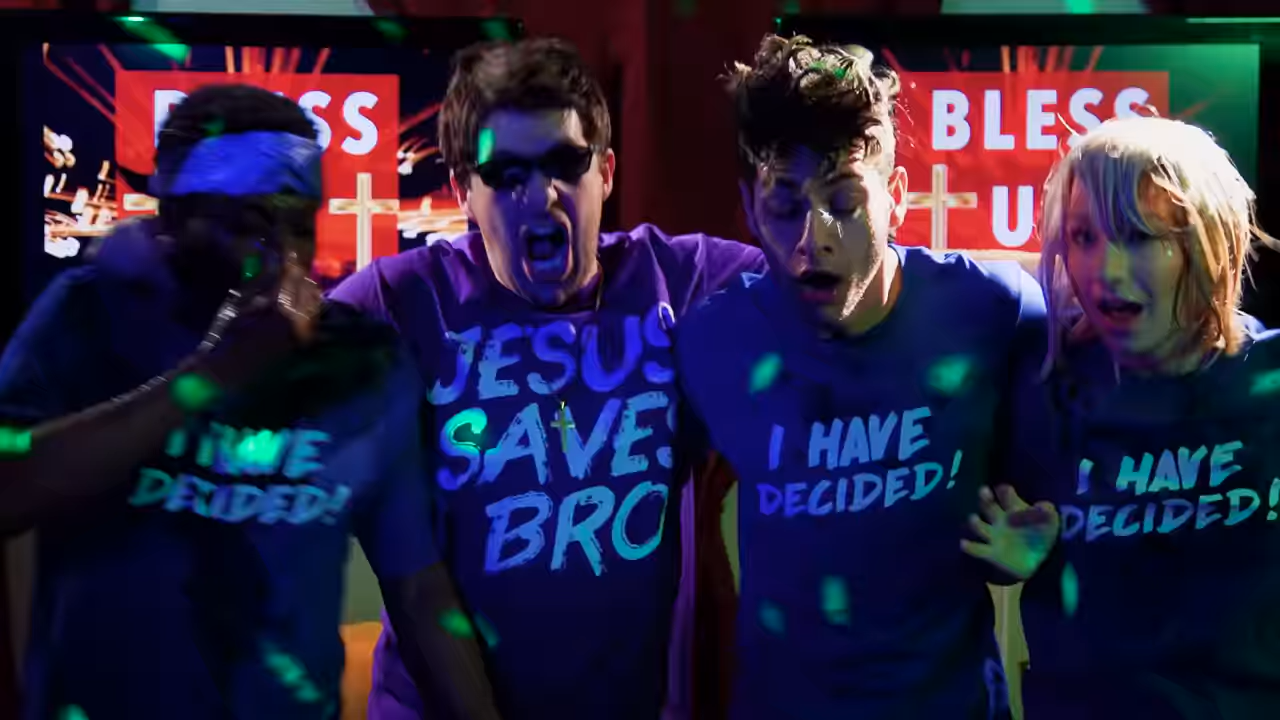 BLESS
BLESS
U
JESUS
SAVES
BRO
I HAVE
DECIDED!
I HAVE
DECIDED!
I HAVE
DECIDED!